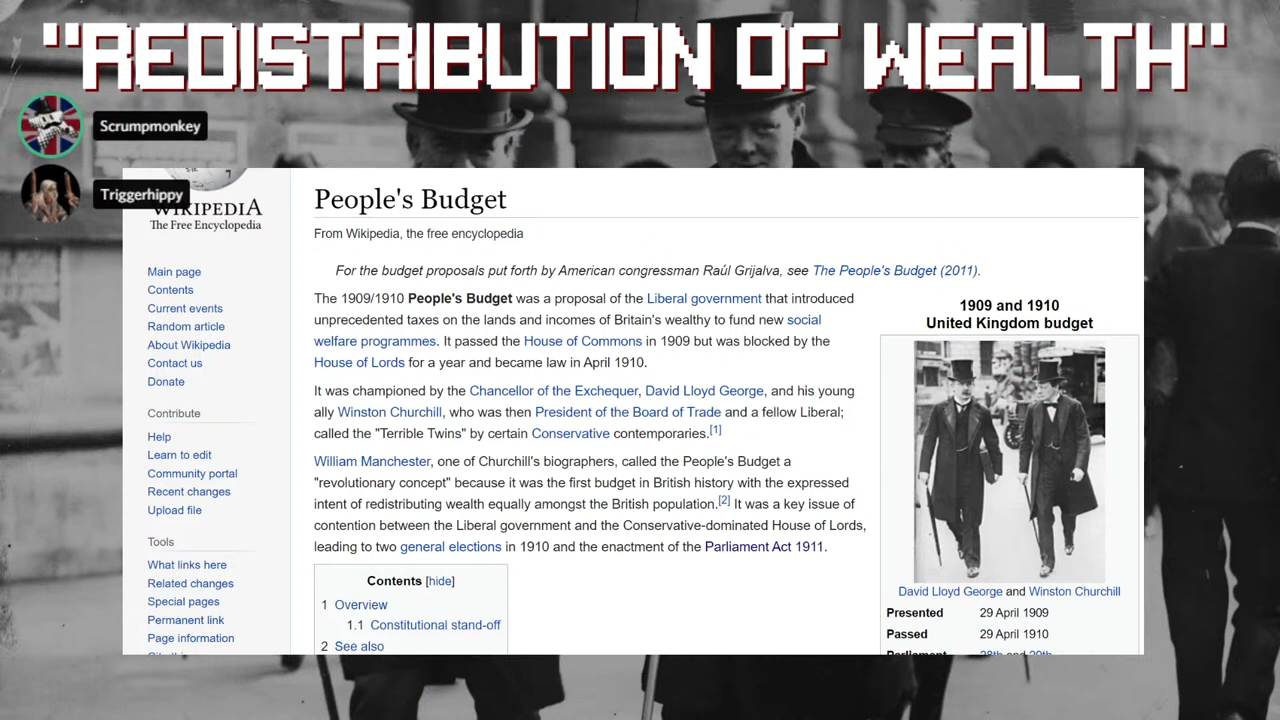 "REDISTRIBUTION OF WEALTH"
Scrumpmonkey
Triggerhippy
WIKIPEDIA
The Free Encyclopedia
Main page
Contents
Current events
Random article
About Wikipedia
Contact us
Donate
Contribute
Help
Learn to edit
Community portal
Recent changes
Upload file
Tools
What links here
Related changes
Special pages
Permanent link
Page information
People's Budget
From Wikipedia, the free encyclopedia
For the budget proposals put forth by American congressman Raúl Grijalva, see The People's Budget (2011).
The 1909/1910 People's Budget was a proposal of the Liberal government that introduced
unprecedented taxes on the lands and incomes of Britain's wealthy to fund new social
welfare programmes. It passed the House of Commons in 1909 but was blocked by the
House of Lords for a year and became law in April 1910.
It was championed by the Chancellor of the Exchequer, David Lloyd George, and his young
ally Winston Churchill, who was then President of the Board of Trade and a fellow Liberal;
called the "Terrible Twins" by certain Conservative contemporaries.[1]
William Manchester, one of Churchill's biographers, called the People's Budget a
"revolutionary concept" because it was the first budget in British history with the expressed
intent of redistributing wealth equally amongst the British population.[2] It was a key issue of
contention between the Liberal government and the Conservative-dominated House of Lords,
leading to two general elections in 1910 and the enactment of the Parliament Act 1911.
Contents [hide]
1 Overview
1.1 Constitutional stand-off
2 See also
1909 and 1910
United Kingdom budget
David Lloyd George and Winston Churchill
Presented 29 April 1909
Passed 29 April 1910
Parliament 28th and 29th